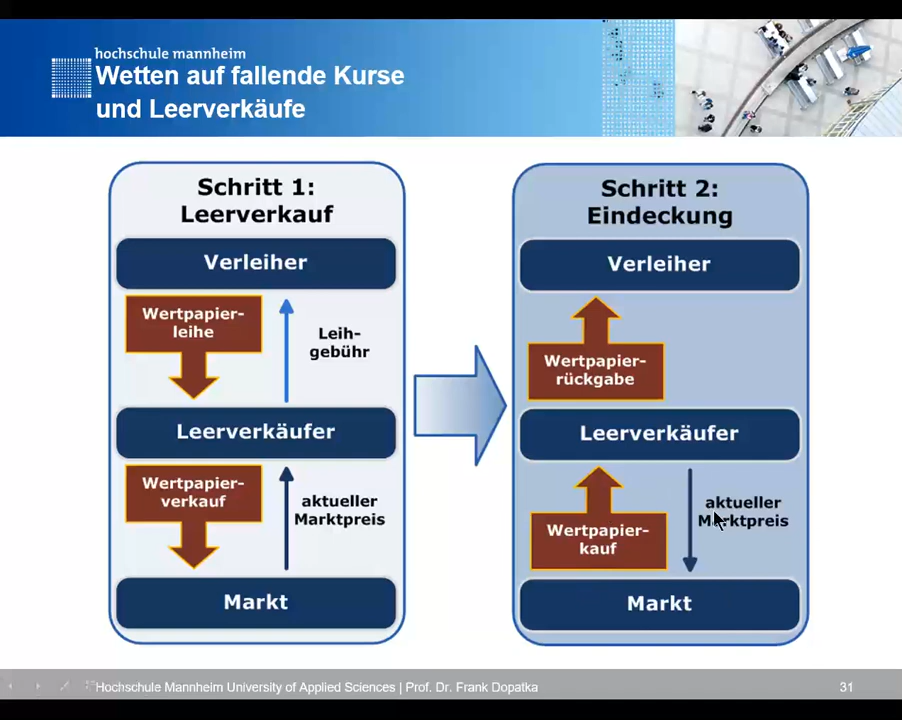 hochschule mannheim
Wetten auf fallende Kurse
und Leerverkäufe
Schritt 1:
Leerverkauf
Verleiher
Wertpapier-
leihe
Leih-
gebühr
Leerverkäufer
Wertpapier-
verkauf
aktueller
Marktpreis
Markt
Schritt 2:
Eindeckung
Verleiher
Wertpapier-
rückgabe
Leerverkäufer
Wertpapier-
kauf
aktueller
Marktpreis
Markt
Hochschule Mannheim University of Applied Sciences | Prof. Dr. Frank Dopatka
31